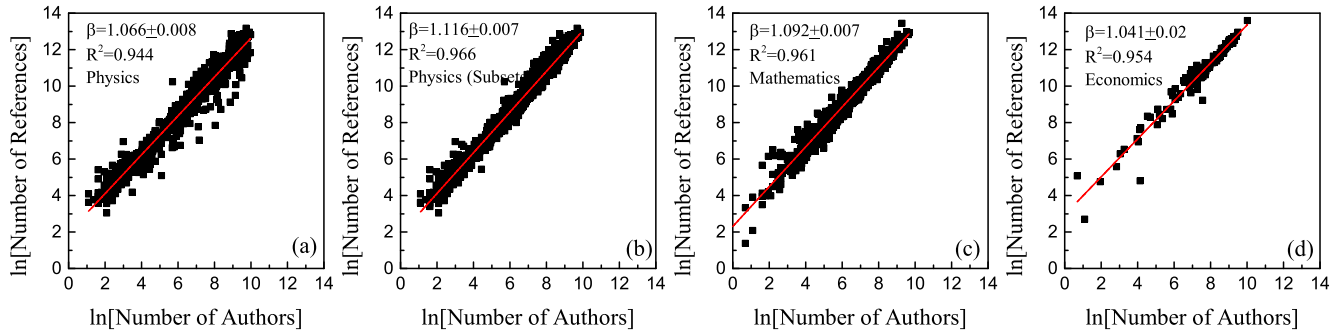 β=1.066±0.008
R²=0.944
Physics
(a)
14
12
10
8
6
4
2
0
0 2 4 6 8 10 12 14
ln[Number of References]
ln[Number of Authors]
β=1.116±0.007
R²=0.966
Physics (Subset
(b)
14
12
10
8
6
4
2
0
0 2 4 6 8 10 12 14
ln[Number of References]
ln[Number of Authors]
β=1.092±0.007
R²=0.961
Mathematics
(c)
14
12
10
8
6
4
2
0
0 2 4 6 8 10 12 14
ln[Number of References]
ln[Number of Authors]
β=1.041±0.02
R²=0.954
Economics
(d)
14
12
10
8
6
4
2
0
0 2 4 6 8 10 12 14
ln[Number of References]
ln[Number of Authors]